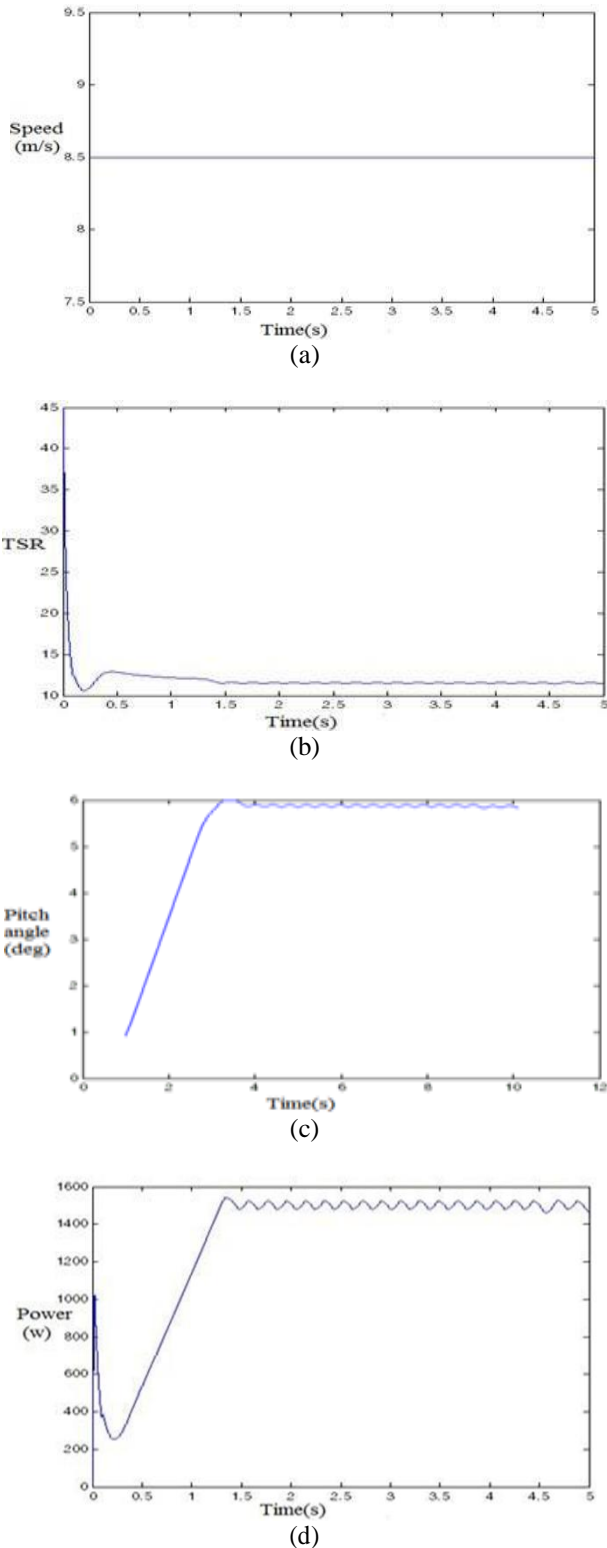 9.5
9
Speed
(m/s)
8.5
8
7.5
0 0.5 1 1.5 2 2.5 3 3.5 4 4.5 5
Time(s)
(a)
45
40
35
30
TSR
25
20
15
10
0 0.5 1 1.5 2 2.5 3 3.5 4 4.5 5
Time(s)
(b)
6
5
4
Pitch
angle
(deg)
3
2
1
0
0 2 4 6 8 10 12
Time(s)
(c)
1600
1400
1200
1000
Power
(w)
800
600
400
200
0
0 0.5 1 1.5 2 2.5 3 3.5 4 4.5 5
Time(s)
(d)